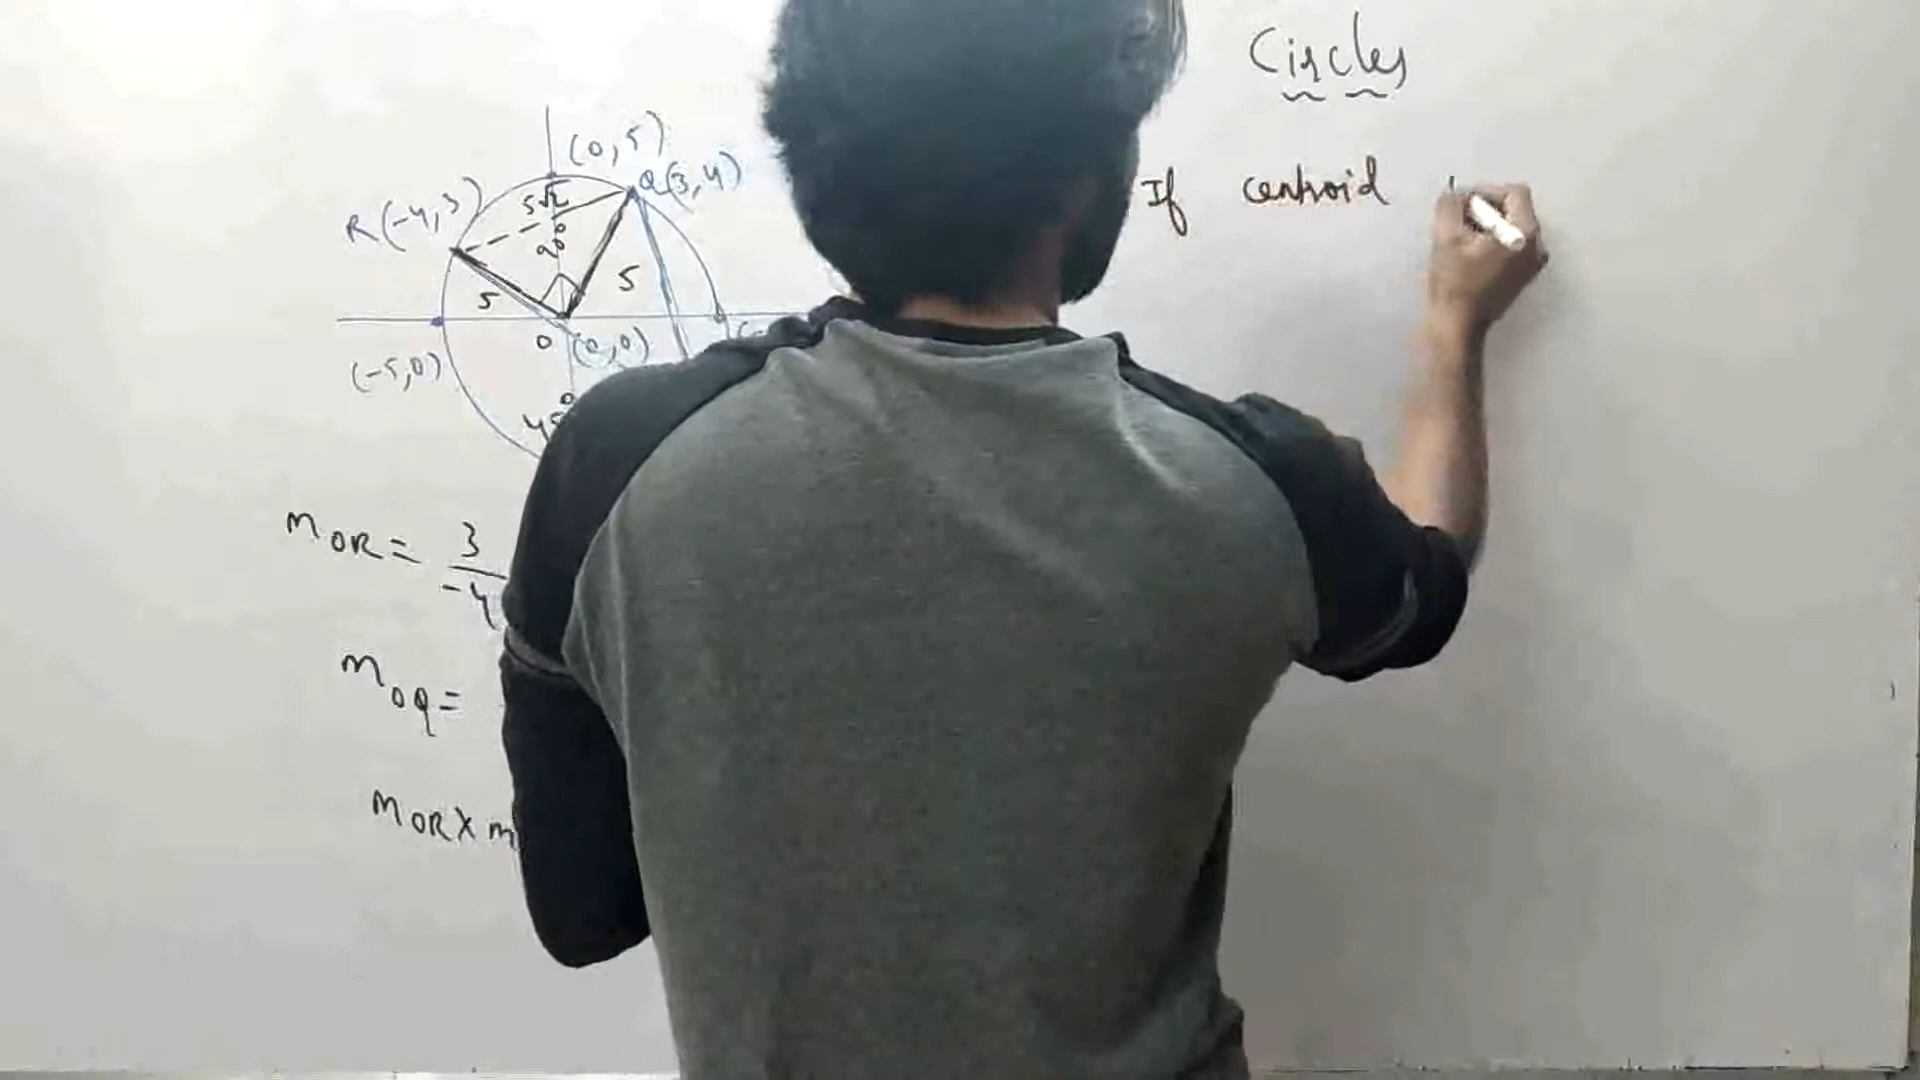 Circles
If centroid
(0,5)
Q(3,4)
R(-4,3)
5√2
90°
5
5
O
(0,0)
(-5,0)
m OR = 3/-4
m OQ =
m OR × m